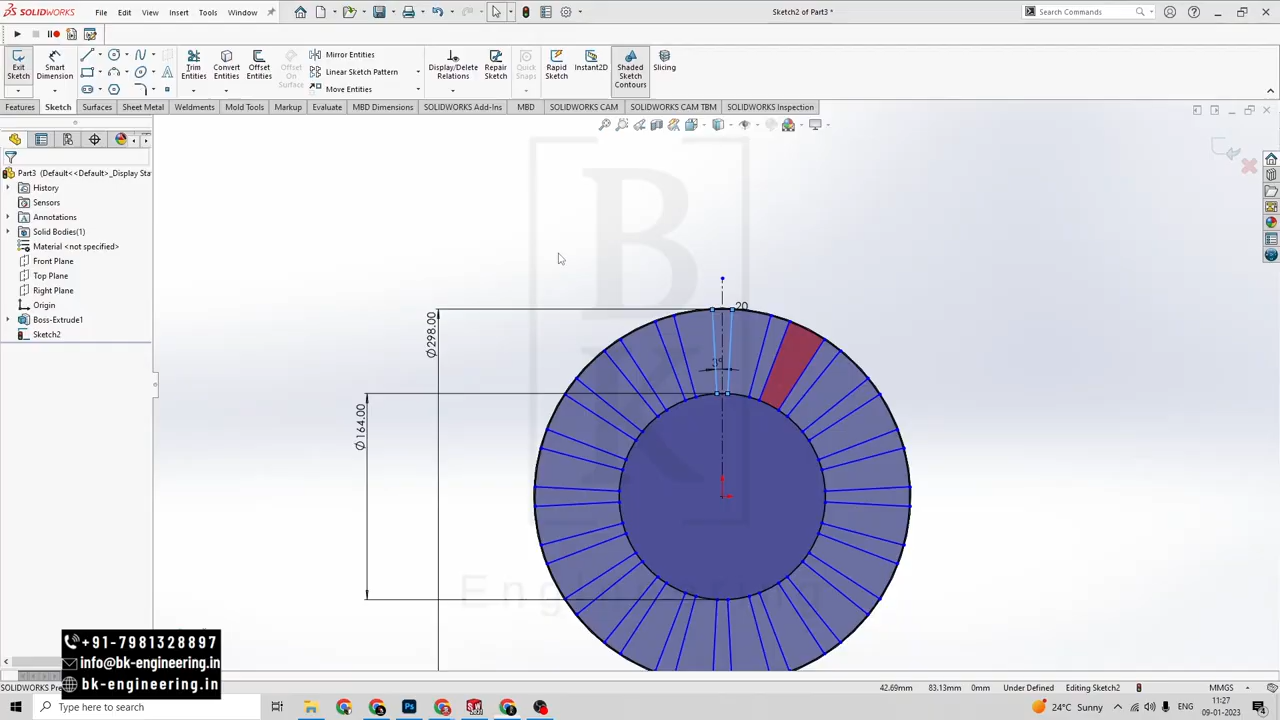 SOLIDWORKS
File
Edit
View
Insert
Tools
Window
Sketch2 of Part3 *
Search Commands
Exit Sketch
Smart Dimension
Trim Entities
Convert Entities
Offset Entities
Offset On Surface
Mirror Entities
Linear Sketch Pattern
Move Entities
Display/Delete Relations
Repair Sketch
Quick Snaps
Rapid Sketch
Instant2D
Shaded Sketch Contours
Slicing
Features
Sketch
Surfaces
Sheet Metal
Weldments
Mold Tools
Markup
Evaluate
MBD Dimensions
SOLIDWORKS Add-Ins
MBD
SOLIDWORKS CAM
SOLIDWORKS CAM TBM
SOLIDWORKS Inspection
Part3 (Default<<Default>_Display Sta
History
Sensors
Annotations
Solid Bodies(1)
Material <not specified>
Front Plane
Top Plane
Right Plane
Origin
Boss-Extrude1
Sketch2
B
K
20
3°
Ø298.00
Ø164.00
+91-7981328897
info@bk-engineering.in
bk-engineering.in
SOLIDWORKS Pre
42.69mm
83.13mm
0mm
Under Defined
Editing Sketch2
MMGS
Type here to search
24°C Sunny
ENG
11:27
09-01-2023